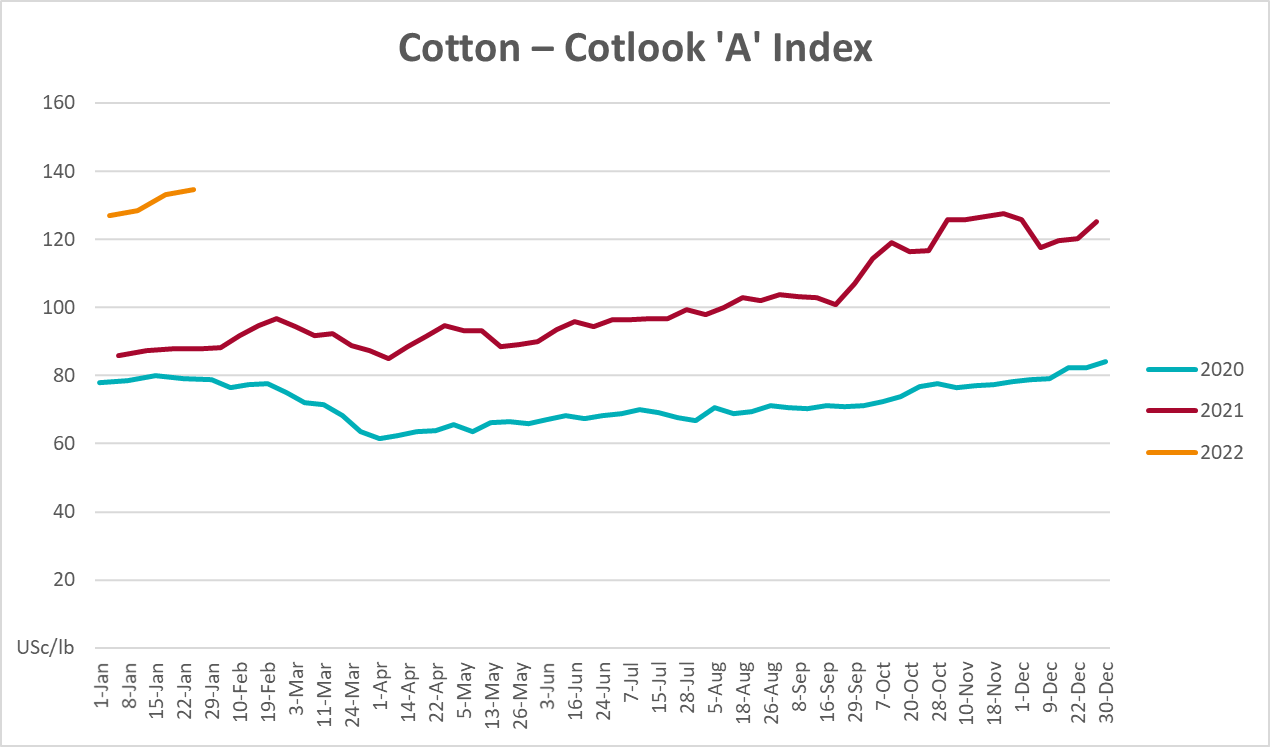 Cotton – Cotlook 'A' Index
160
140
120
100
80
60
40
20
USc/lb
1-Jan
8-Jan
15-Jan
22-Jan
29-Jan
10-Feb
19-Feb
3-Mar
11-Mar
24-Mar
1-Apr
14-Apr
22-Apr
5-May
13-May
26-May
3-Jun
16-Jun
24-Jun
7-Jul
15-Jul
28-Jul
5-Aug
18-Aug
26-Aug
8-Sep
16-Sep
29-Sep
7-Oct
20-Oct
28-Oct
10-Nov
18-Nov
1-Dec
9-Dec
22-Dec
30-Dec
2020
2021
2022